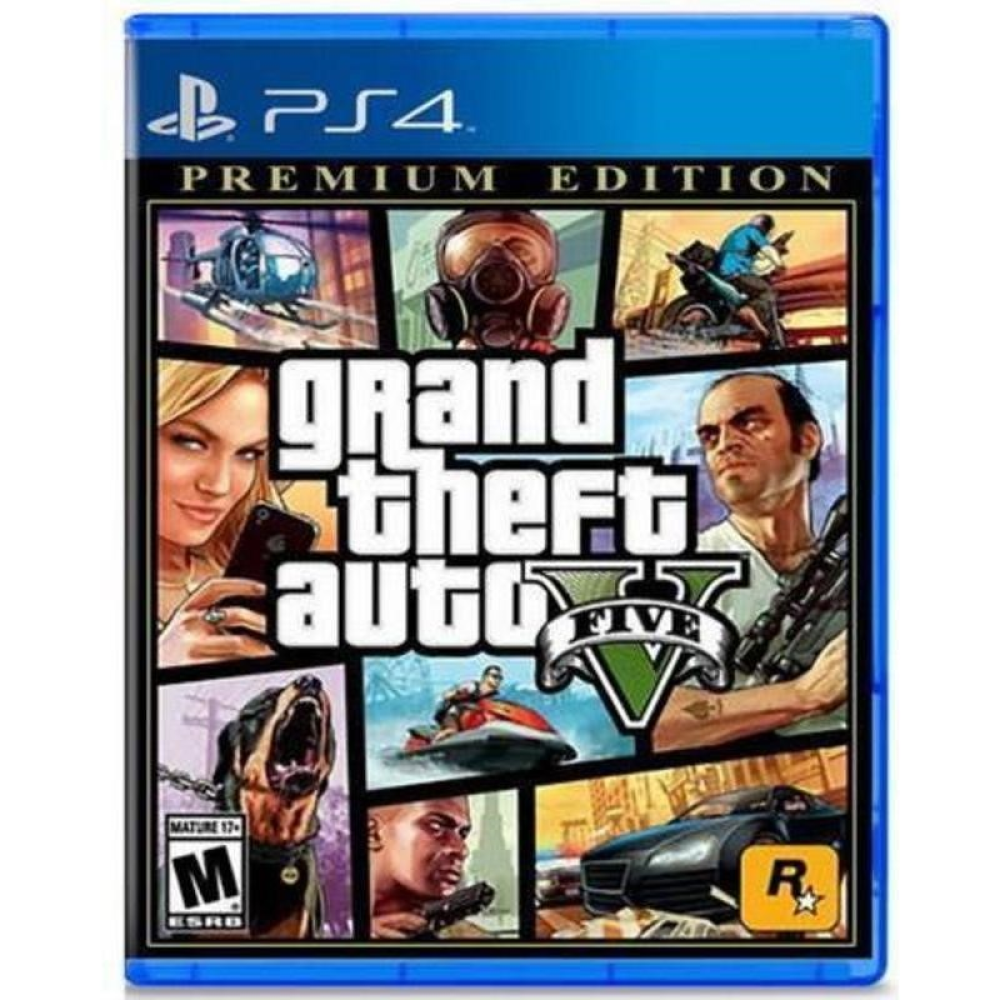 PS4
PREMIUM EDITION
grand
theft
auto V
FIVE
MATURE 17+
M
ESRB
R